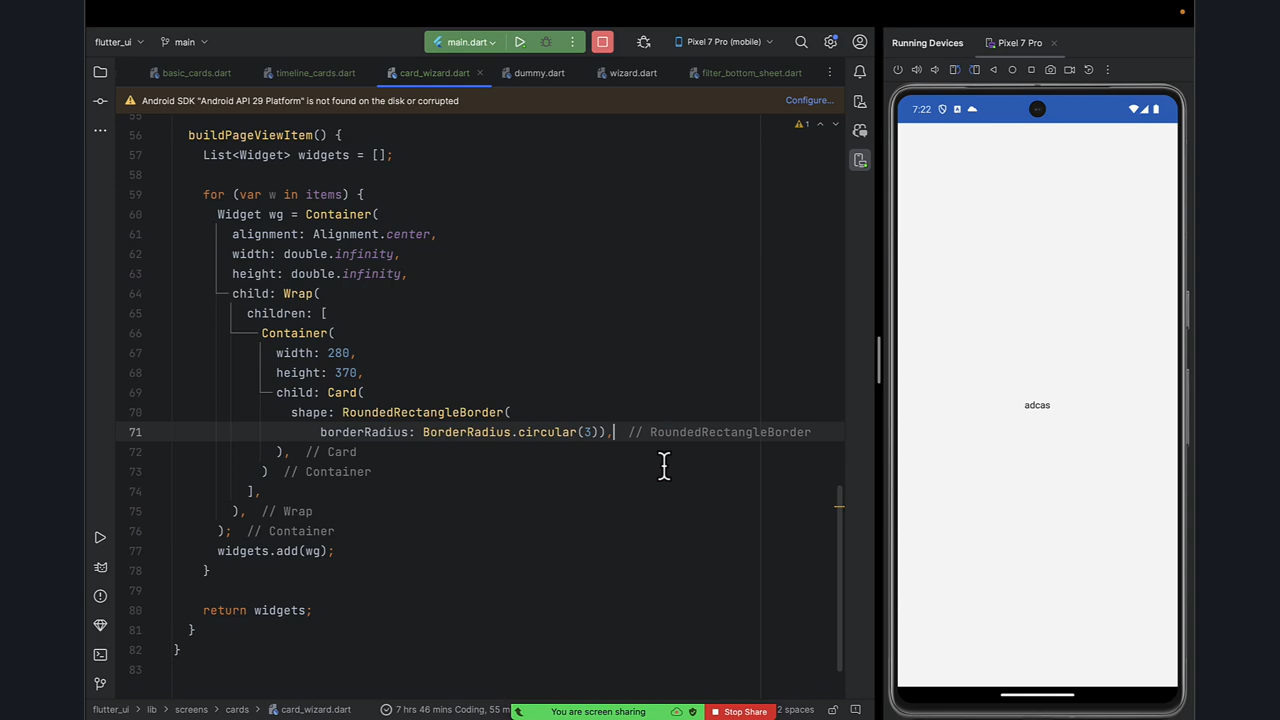 flutter_ui
main
main.dart
Pixel 7 Pro (mobile)
Running Devices
Pixel 7 Pro
basic_cards.dart
timeline_cards.dart
card_wizard.dart
dummy.dart
wizard.dart
filter_bottom_sheet.dart
Android SDK "Android API 29 Platform" is not found on the disk or corrupted
Configure...
7:22
55
1
56 buildPageViewItem() {
57 List<Widget> widgets = [];
58
59 for (var w in items) {
60 Widget wg = Container(
61 alignment: Alignment.center,
62 width: double.infinity,
63 height: double.infinity,
64 child: Wrap(
65 children: [
66 Container(
67 width: 280,
68 height: 370,
69 child: Card(
70 shape: RoundedRectangleBorder(
71 borderRadius: BorderRadius.circular(3)), // RoundedRectangleBorder
72 ), // Card
73 ) // Container
74 ],
75 ), // Wrap
76 ); // Container
77 widgets.add(wg);
78 }
79
80 return widgets;
81 }
82 }
83
adcas
flutter_ui > lib > screens > cards > card_wizard.dart
7 hrs 46 mins Coding, 55 m
You are screen sharing
Stop Share
2 spaces